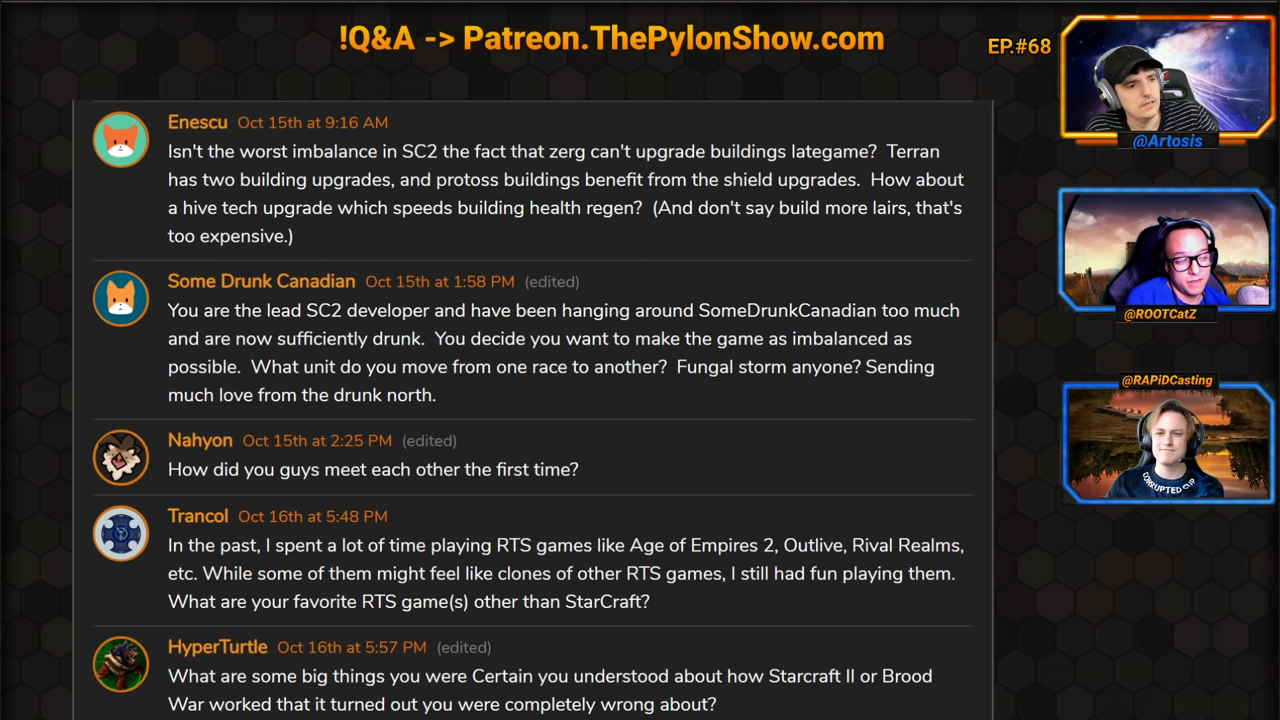 !Q&A -> Patreon.ThePylonShow.com
EP.#68
@Artosis
@ROOTCatZ
@RAPiDCasting
CORRUPTED CUP
Enescu Oct 15th at 9:16 AM
Isn't the worst imbalance in SC2 the fact that zerg can't upgrade buildings lategame? Terran
has two building upgrades, and protoss buildings benefit from the shield upgrades. How about
a hive tech upgrade which speeds building health regen? (And don't say build more lairs, that's
too expensive.)
Some Drunk Canadian Oct 15th at 1:58 PM (edited)
You are the lead SC2 developer and have been hanging around SomeDrunkCanadian too much
and are now sufficiently drunk. You decide you want to make the game as imbalanced as
possible. What unit do you move from one race to another? Fungal storm anyone? Sending
much love from the drunk north.
Nahyon Oct 15th at 2:25 PM (edited)
How did you guys meet each other the first time?
Trancol Oct 16th at 5:48 PM
In the past, I spent a lot of time playing RTS games like Age of Empires 2, Outlive, Rival Realms,
etc. While some of them might feel like clones of other RTS games, I still had fun playing them.
What are your favorite RTS game(s) other than StarCraft?
HyperTurtle Oct 16th at 5:57 PM (edited)
What are some big things you were Certain you understood about how Starcraft II or Brood
War worked that it turned out you were completely wrong about?